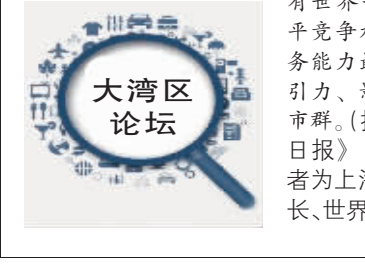 大湾区
论坛
有世界
平竞争
务能力
引力、
市群。(
日报》
者为上
长、世界